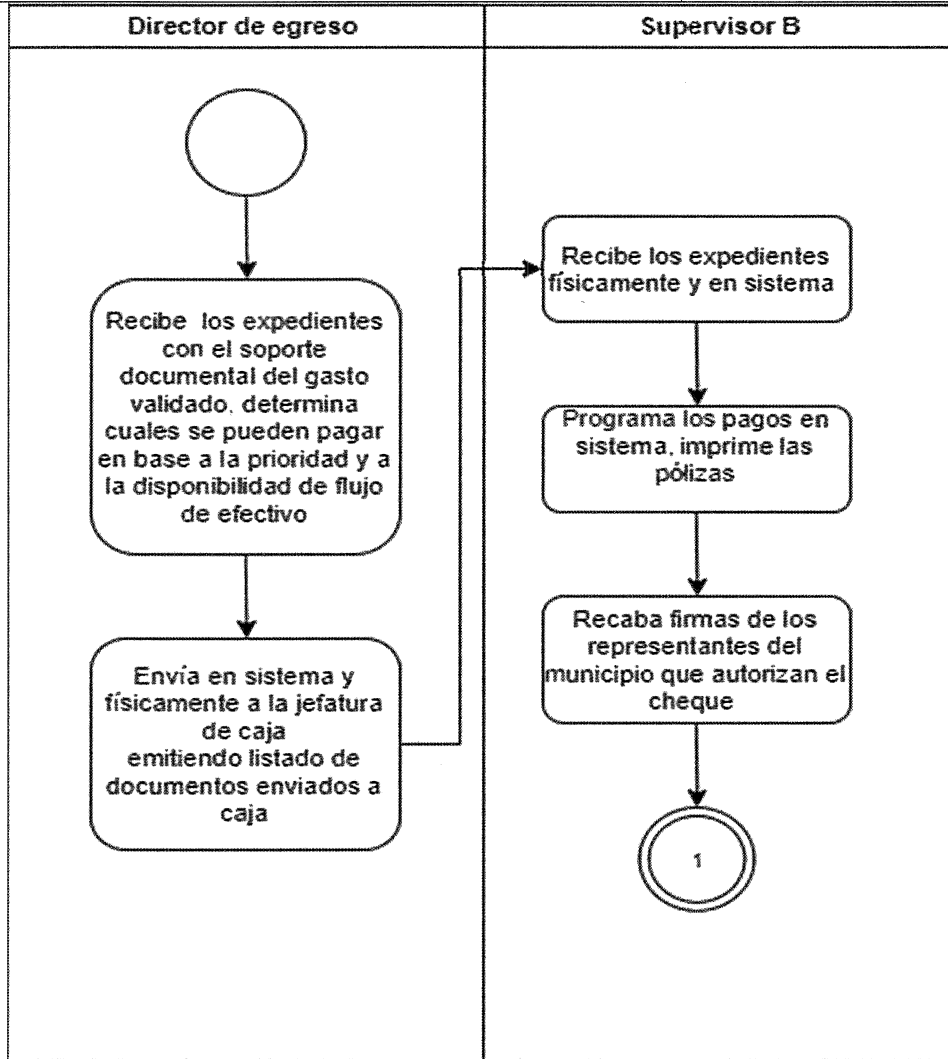 Director de egreso
Supervisor B
Recibe los expedientes
con el soporte
documental del gasto
validado, determina
cuales se pueden pagar
en base a la prioridad y a
la disponibilidad de flujo
de efectivo
Envía en sistema y
físicamente a la jefatura
de caja
emitiendo listado de
documentos enviados a
caja
Recibe los expedientes
físicamente y en sistema
Programa los pagos en
sistema, imprime las
pólizas
Recaba firmas de los
representantes del
municipio que autorizan el
cheque
1